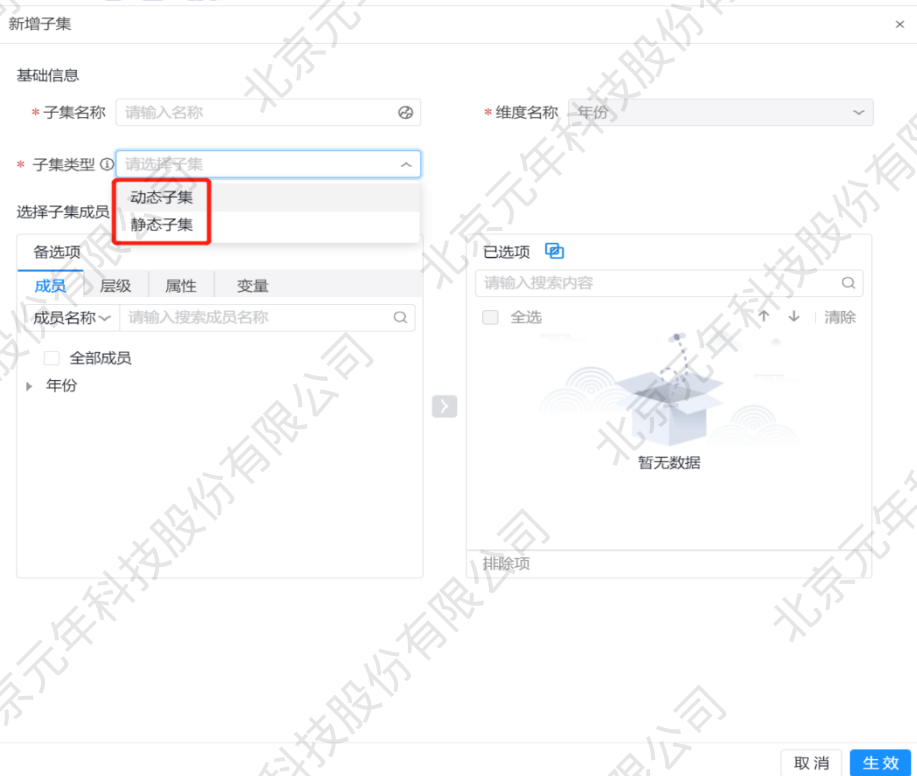 新增子集
基础信息
* 子集名称 请输入名称
* 维度名称 年份
* 子集类型 请选择子集
动态子集
静态子集
选择子集成员
备选项
成员 层级 属性 变量
成员名称 请输入搜索成员名称
全部成员
年份
已选项
请输入搜索内容
全选 清除
暂无数据
排除项
取消 生效
北京元年科技股份有限公司